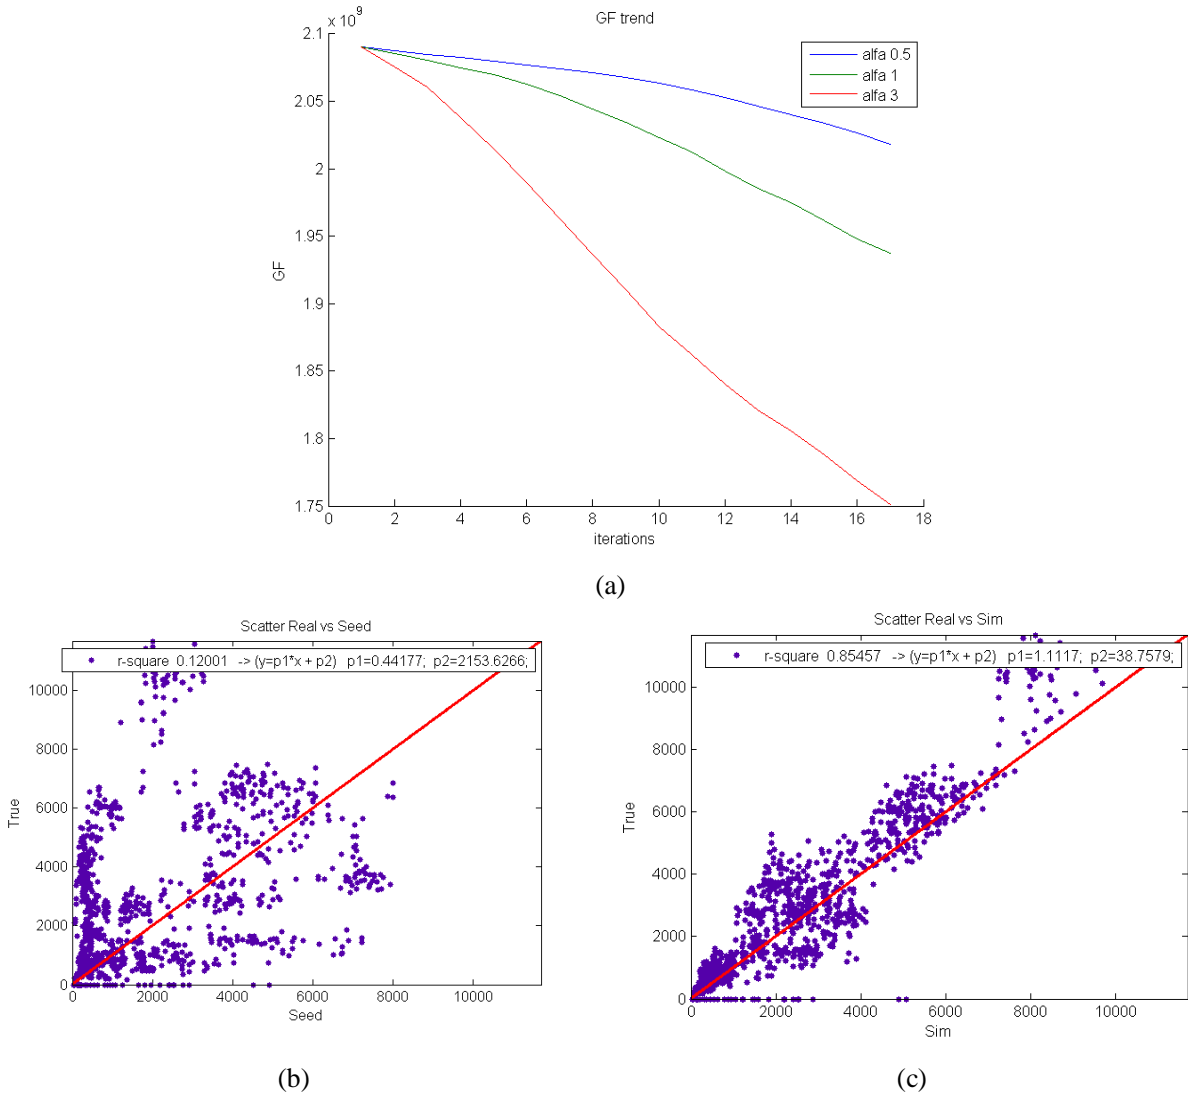 x 10^9
GF trend
2.1
2.05
2
1.95
1.9
1.85
1.8
1.75
GF
alfa 0.5
alfa 1
alfa 3
0 2 4 6 8 10 12 14 16 18
iterations
(a)
Scatter Real vs Seed
r-square 0.12001 -> (y=p1*x + p2) p1=0.44177; p2=2153.6266;
10000
8000
6000
4000
2000
0
True
0 2000 4000 6000 8000 10000
Seed
(b)
Scatter Real vs Sim
r-square 0.85457 -> (y=p1*x + p2) p1=1.1117; p2=38.7579;
10000
8000
6000
4000
2000
0
True
0 2000 4000 6000 8000 10000
Sim
(c)